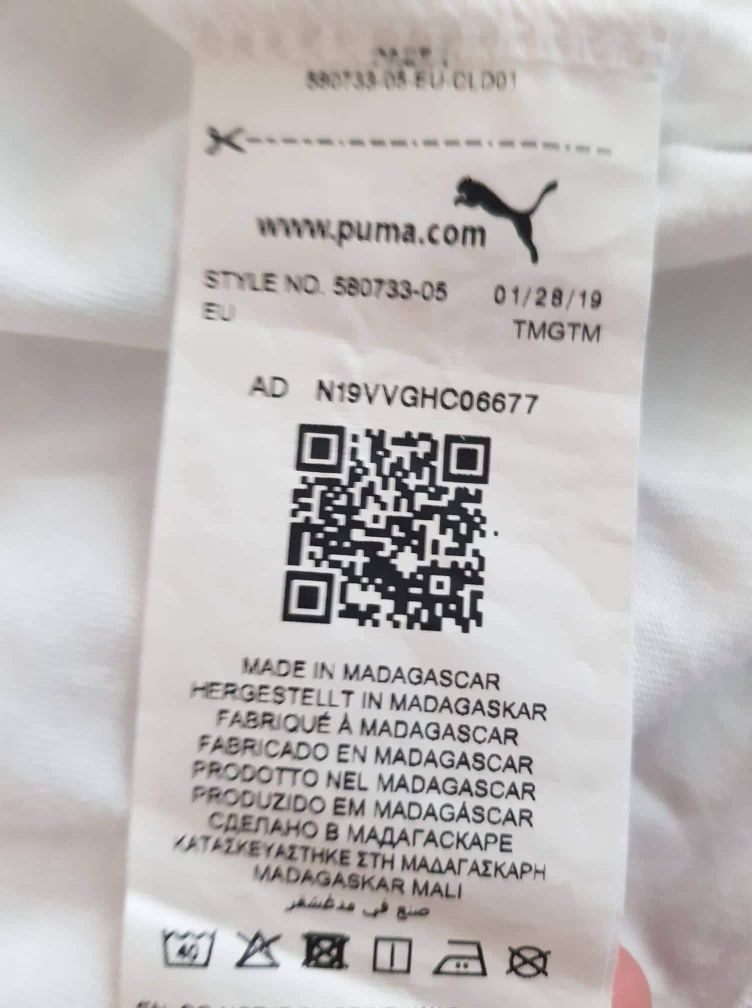 580733-05-EU-CLD01
www.puma.com
STYLE NO. 580733-05 01/28/19
EU TMGTM
AD N19VVGHC06677
MADE IN MADAGASCAR
HERGESTELLT IN MADAGASKAR
FABRIQUÉ À MADAGASCAR
FABRICADO EN MADAGASCAR
PRODOTTO NEL MADAGASCAR
PRODUZIDO EM MADAGÁSCAR
СДЕЛАНО В МАДАГАСКАРЕ
ΚΑΤΑΣΚΕΥΑΣΤΗΚΕ ΣΤΗ ΜΑΔΑΓΑΣΚΑΡΗ
MADAGASKAR MALI
صنع في مدغشقر
40